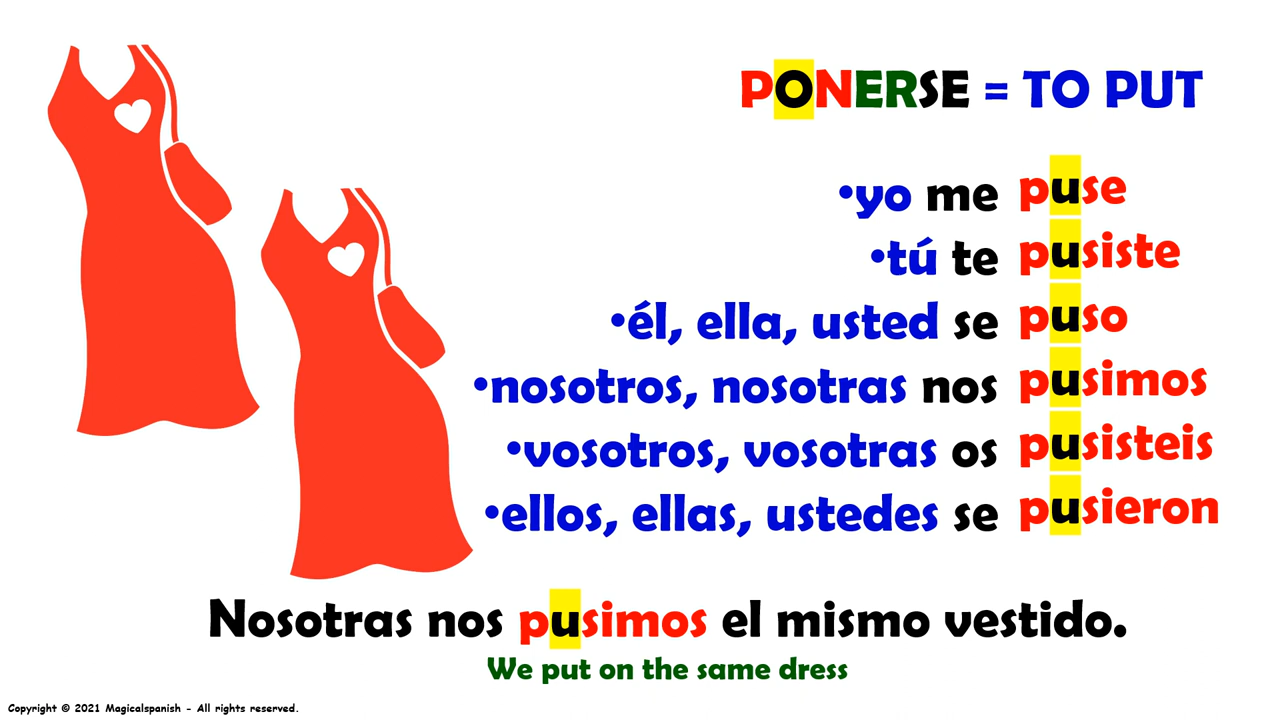 PONERSE = TO PUT
•yo me puse
•tú te pusiste
•él, ella, usted se puso
•nosotros, nosotras nos pusimos
•vosotros, vosotras os pusisteis
•ellos, ellas, ustedes se pusieron
Nosotras nos pusimos el mismo vestido.
We put on the same dress
Copyright © 2021 Magicalspanish - All rights reserved.